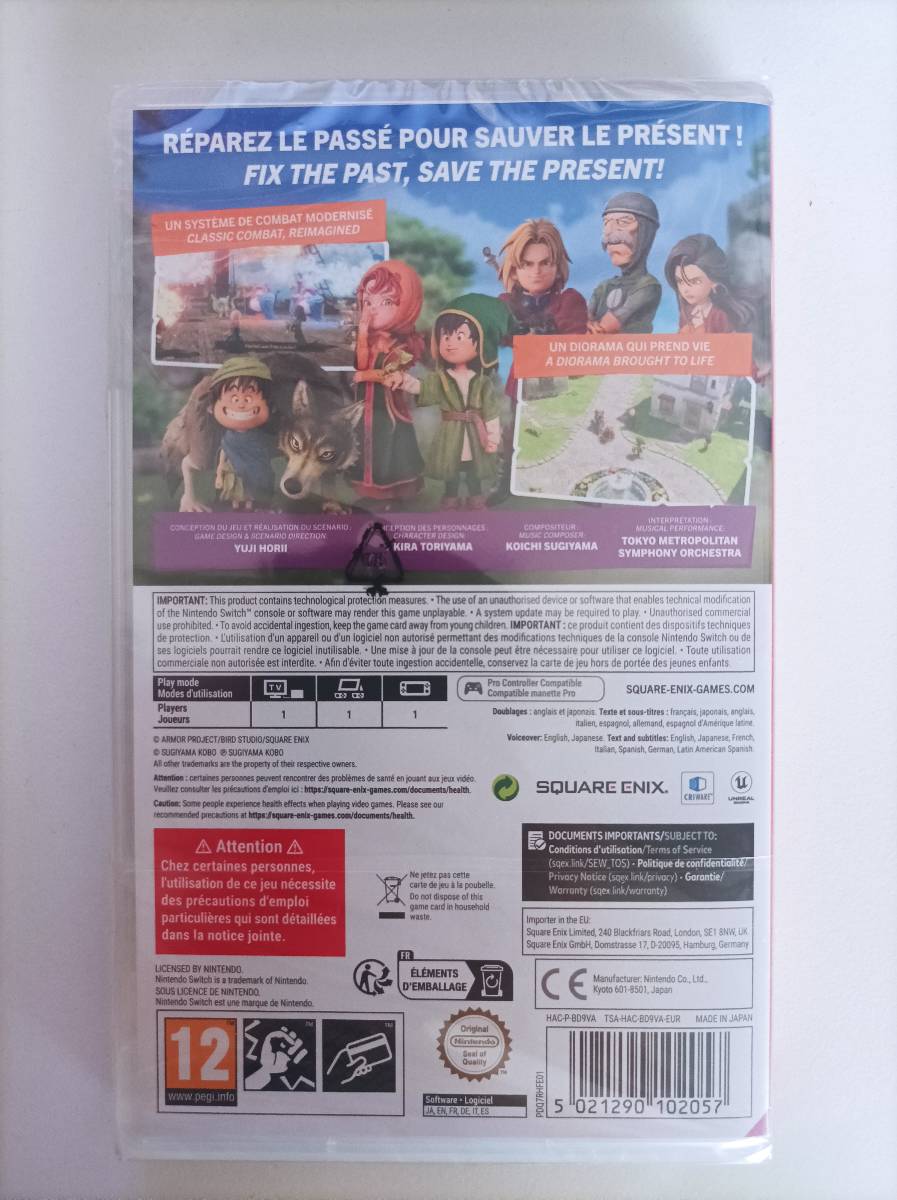 RÉPAREZ LE PASSÉ POUR SAUVER LE PRÉSENT !
FIX THE PAST, SAVE THE PRESENT!
UN SYSTÈME DE COMBAT MODERNISÉ
CLASSIC COMBAT, REIMAGINED
UN DIORAMA QUI PREND VIE
A DIORAMA BROUGHT TO LIFE
CONCEPTION DU JEU ET RÉALISATION DU SCÉNARIO :
GAME DESIGN & SCENARIO DIRECTION:
YUJI HORII
DES PERSONNAGES :
CHARACTER DESIGN:
KIRA TORIYAMA
COMPOSITEUR :
MUSIC COMPOSER:
KOICHI SUGIYAMA
INTERPRÉTATION :
MUSICAL PERFORMANCE:
TOKYO METROPOLITAN
SYMPHONY ORCHESTRA
IMPORTANT: This product contains technological protection measures. • The use of an unauthorised device or software that enables technical modification
of the Nintendo Switch™ console or software may render this game unplayable. • A system update may be required to play. • Unauthorised commercial
use prohibited. • To avoid accidental ingestion, keep the game card away from young children. IMPORTANT : ce produit contient des dispositifs techniques
de protection. • L'utilisation d'un appareil ou d'un logiciel non autorisé permettant des modifications techniques de la console Nintendo Switch ou de
ses logiciels pourrait rendre ce logiciel inutilisable. • Une mise à jour de la console peut être nécessaire pour utiliser ce logiciel. • Toute utilisation
commerciale non autorisée est interdite. • Afin d'éviter toute ingestion accidentelle, conservez la carte de jeu hors de portée des jeunes enfants.
Play mode
Modes d'utilisation
TV
Players
Joueurs
1
1
1
Pro Controller Compatible
Compatible manette Pro
SQUARE-ENIX-GAMES.COM
Doublages : anglais et japonais. Texte et sous-titres : français, japonais, anglais,
italien, espagnol, allemand, espagnol d'Amérique latine.
Voiceover: English, Japanese. Text and subtitles: English, Japanese, French,
Italian, Spanish, German, Latin American Spanish.
© ARMOR PROJECT/BIRD STUDIO/SQUARE ENIX
© SUGIYAMA KOBO ℗ SUGIYAMA KOBO
All other trademarks are the property of their respective owners.
Attention : certaines personnes peuvent rencontrer des problèmes de santé en jouant aux jeux vidéo.
Veuillez consulter les précautions d'emploi ici : https://square-enix-games.com/documents/health.
Caution: Some people experience health effects when playing video games. Please see our
recommended precautions at https://square-enix-games.com/documents/health.
SQUARE ENIX.
CRIWARE™
UNREAL
ENGINE
Attention
Chez certaines personnes,
l'utilisation de ce jeu nécessite
des précautions d'emploi
particulières qui sont détaillées
dans la notice jointe.
Ne jetez pas cette
carte de jeu à la poubelle.
Do not dispose of this
game card in household
waste.
DOCUMENTS IMPORTANTS/SUBJECT TO:
Conditions d'utilisation/Terms of Service
(sqex.link/SEW_TOS) • Politique de confidentialité/
Privacy Notice (sqex.link/privacy) • Garantie/
Warranty (sqex.link/warranty)
Importer in the EU:
Square Enix Limited, 240 Blackfriars Road, London, SE1 8NW, UK
Square Enix GmbH, Domstrasse 17, D-20095, Hamburg, Germany
FR
ÉLÉMENTS
D'EMBALLAGE
LICENSED BY NINTENDO.
Nintendo Switch is a trademark of Nintendo.
SOUS LICENCE DE NINTENDO.
Nintendo Switch est une marque de Nintendo.
CE
Manufacturer: Nintendo Co., Ltd.,
Kyoto 601-8501, Japan
HAC-P-BD9VA TSA-HAC-BD9VA-EUR MADE IN JAPAN
12
www.pegi.info
™
™
Original
Nintendo
Seal of
Quality
™
Software • Logiciel
JA, EN, FR, DE, IT, ES
PDQ7RHFE01
5 021290 102057